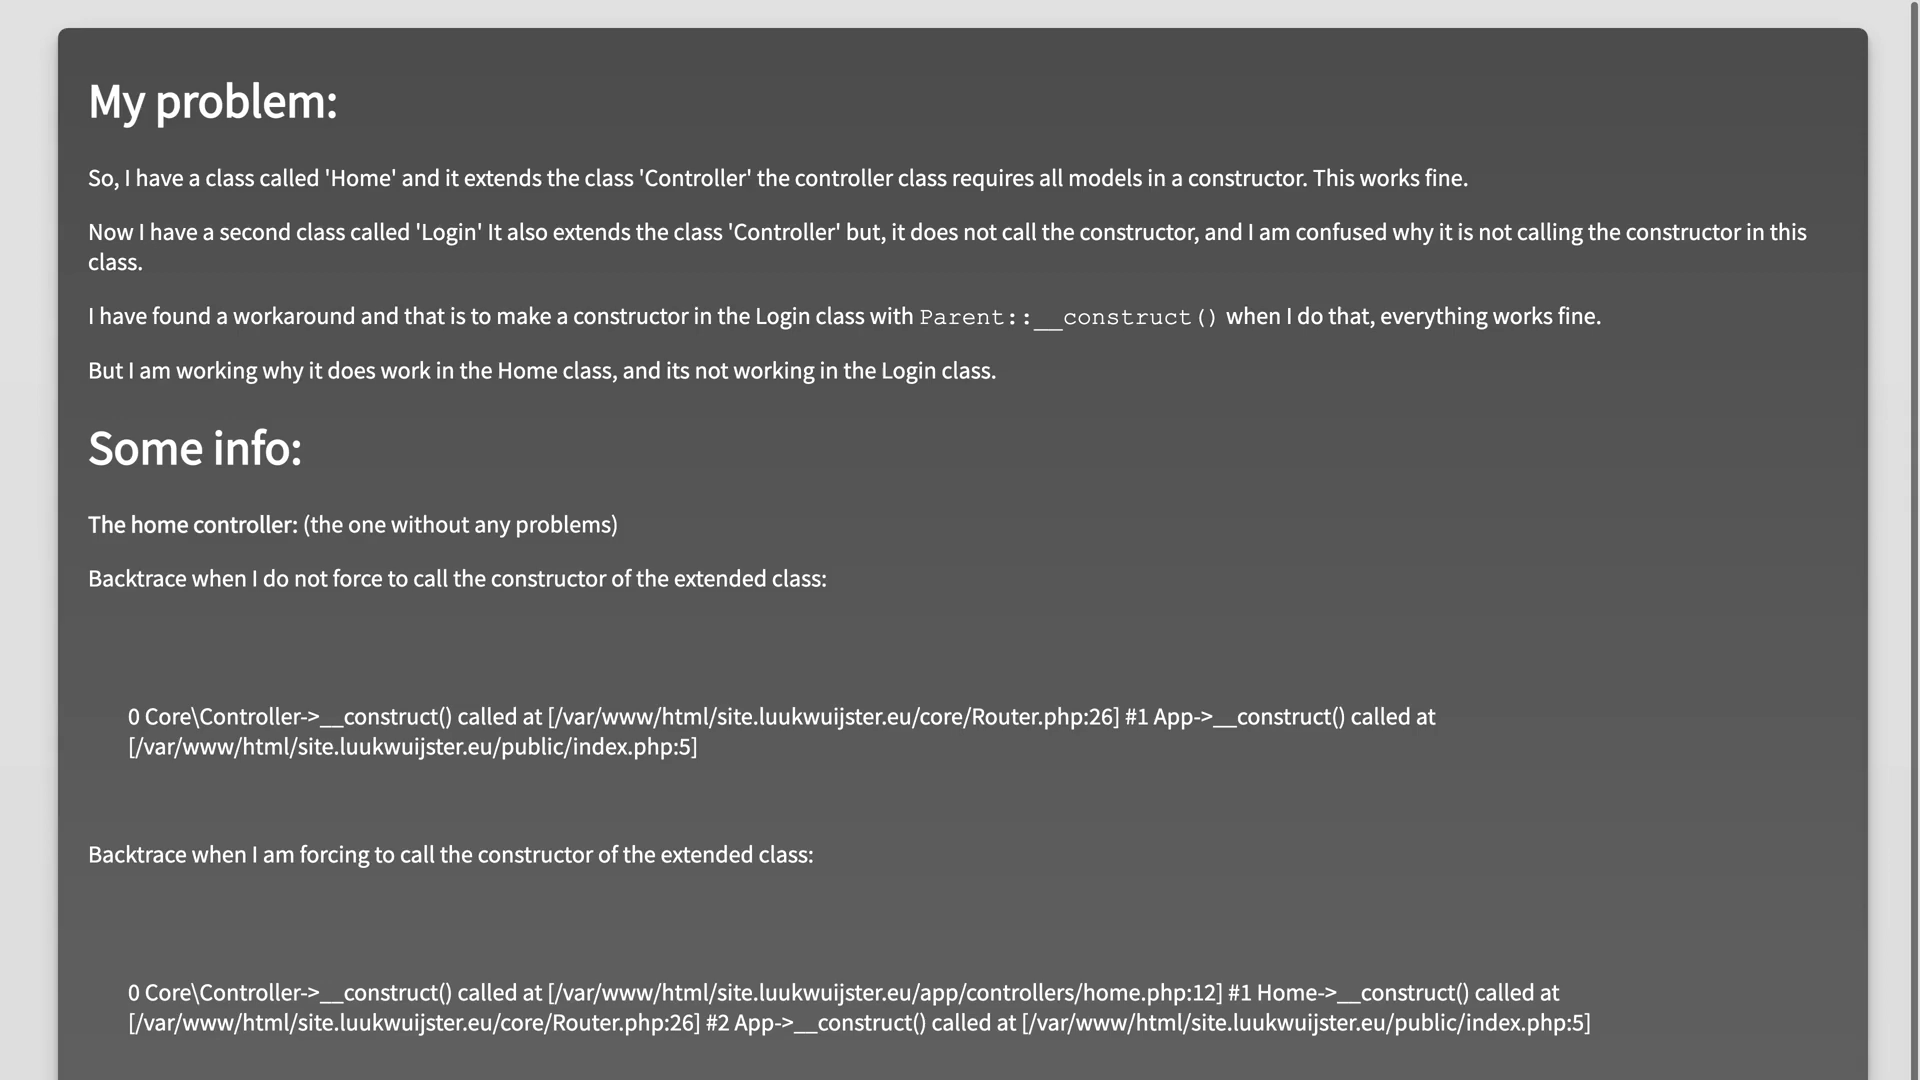 My problem:
So, I have a class called 'Home' and it extends the class 'Controller' the controller class requires all models in a constructor. This works fine.
Now I have a second class called 'Login' It also extends the class 'Controller' but, it does not call the constructor, and I am confused why it is not calling the constructor in this
class.
I have found a workaround and that is to make a constructor in the Login class with Parent::__construct() when I do that, everything works fine.
But I am working why it does work in the Home class, and its not working in the Login class.
Some info:
The home controller: (the one without any problems)
Backtrace when I do not force to call the constructor of the extended class:
0 Core\Controller->__construct() called at [/var/www/html/site.luukwuijster.eu/core/Router.php:26] #1 App->__construct() called at
[/var/www/html/site.luukwuijster.eu/public/index.php:5]
Backtrace when I am forcing to call the constructor of the extended class:
0 Core\Controller->__construct() called at [/var/www/html/site.luukwuijster.eu/app/controllers/home.php:12] #1 Home->__construct() called at
[/var/www/html/site.luukwuijster.eu/core/Router.php:26] #2 App->__construct() called at [/var/www/html/site.luukwuijster.eu/public/index.php:5]